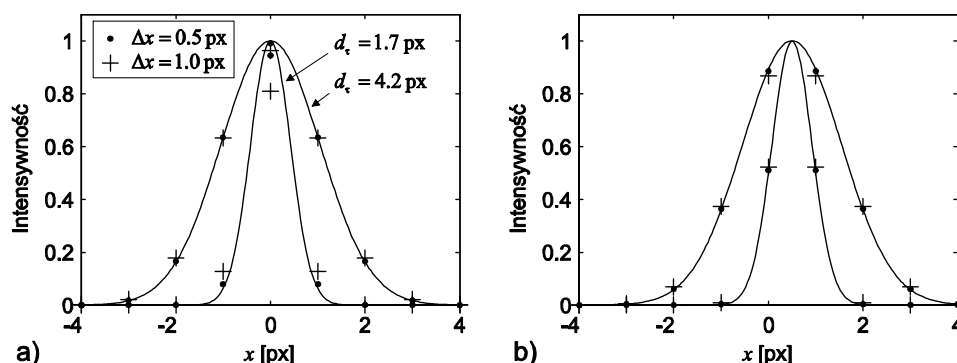 1
0.8
0.6
0.4
0.2
0
Intensywność
• Δx = 0.5 px
+ Δx = 1.0 px
d_τ = 1.7 px
d_τ = 4.2 px
-4 -2 0 2 4
x [px]
a)
1
0.8
0.6
0.4
0.2
0
Intensywność
-4 -2 0 2 4
x [px]
b)